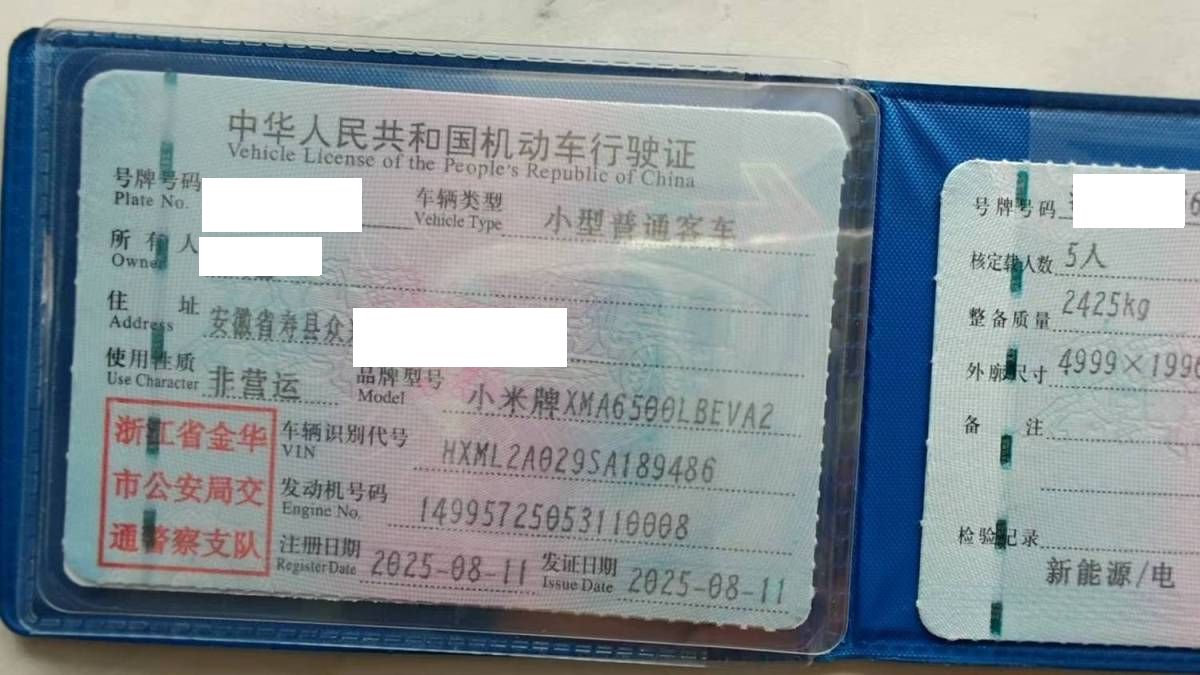 中华人民共和国机动车行驶证
Vehicle License of the People's Republic of China
号牌号码
Plate No.
车辆类型 小型普通客车
Vehicle Type
所有人
Owner
住址 安徽省寿县众
Address
使用性质 非营运
Use Character
品牌型号 小米牌XMA6500LBEVA2
Model
浙江省金华
市公安局交
通警察支队
车辆识别代号 HXML2A029SA189486
VIN
发动机号码 14995725053110008
Engine No.
注册日期 2025-08-11
Register Date
发证日期 2025-08-11
Issue Date
号牌号码 6
核定载人数 5人
整备质量 2425kg
外廓尺寸 4999×1996
备注
检验记录
新能源/电